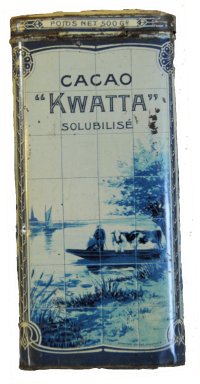 POIDS NET 500 Gr
CACAO
"KWATTA"
SOLUBILISÉ